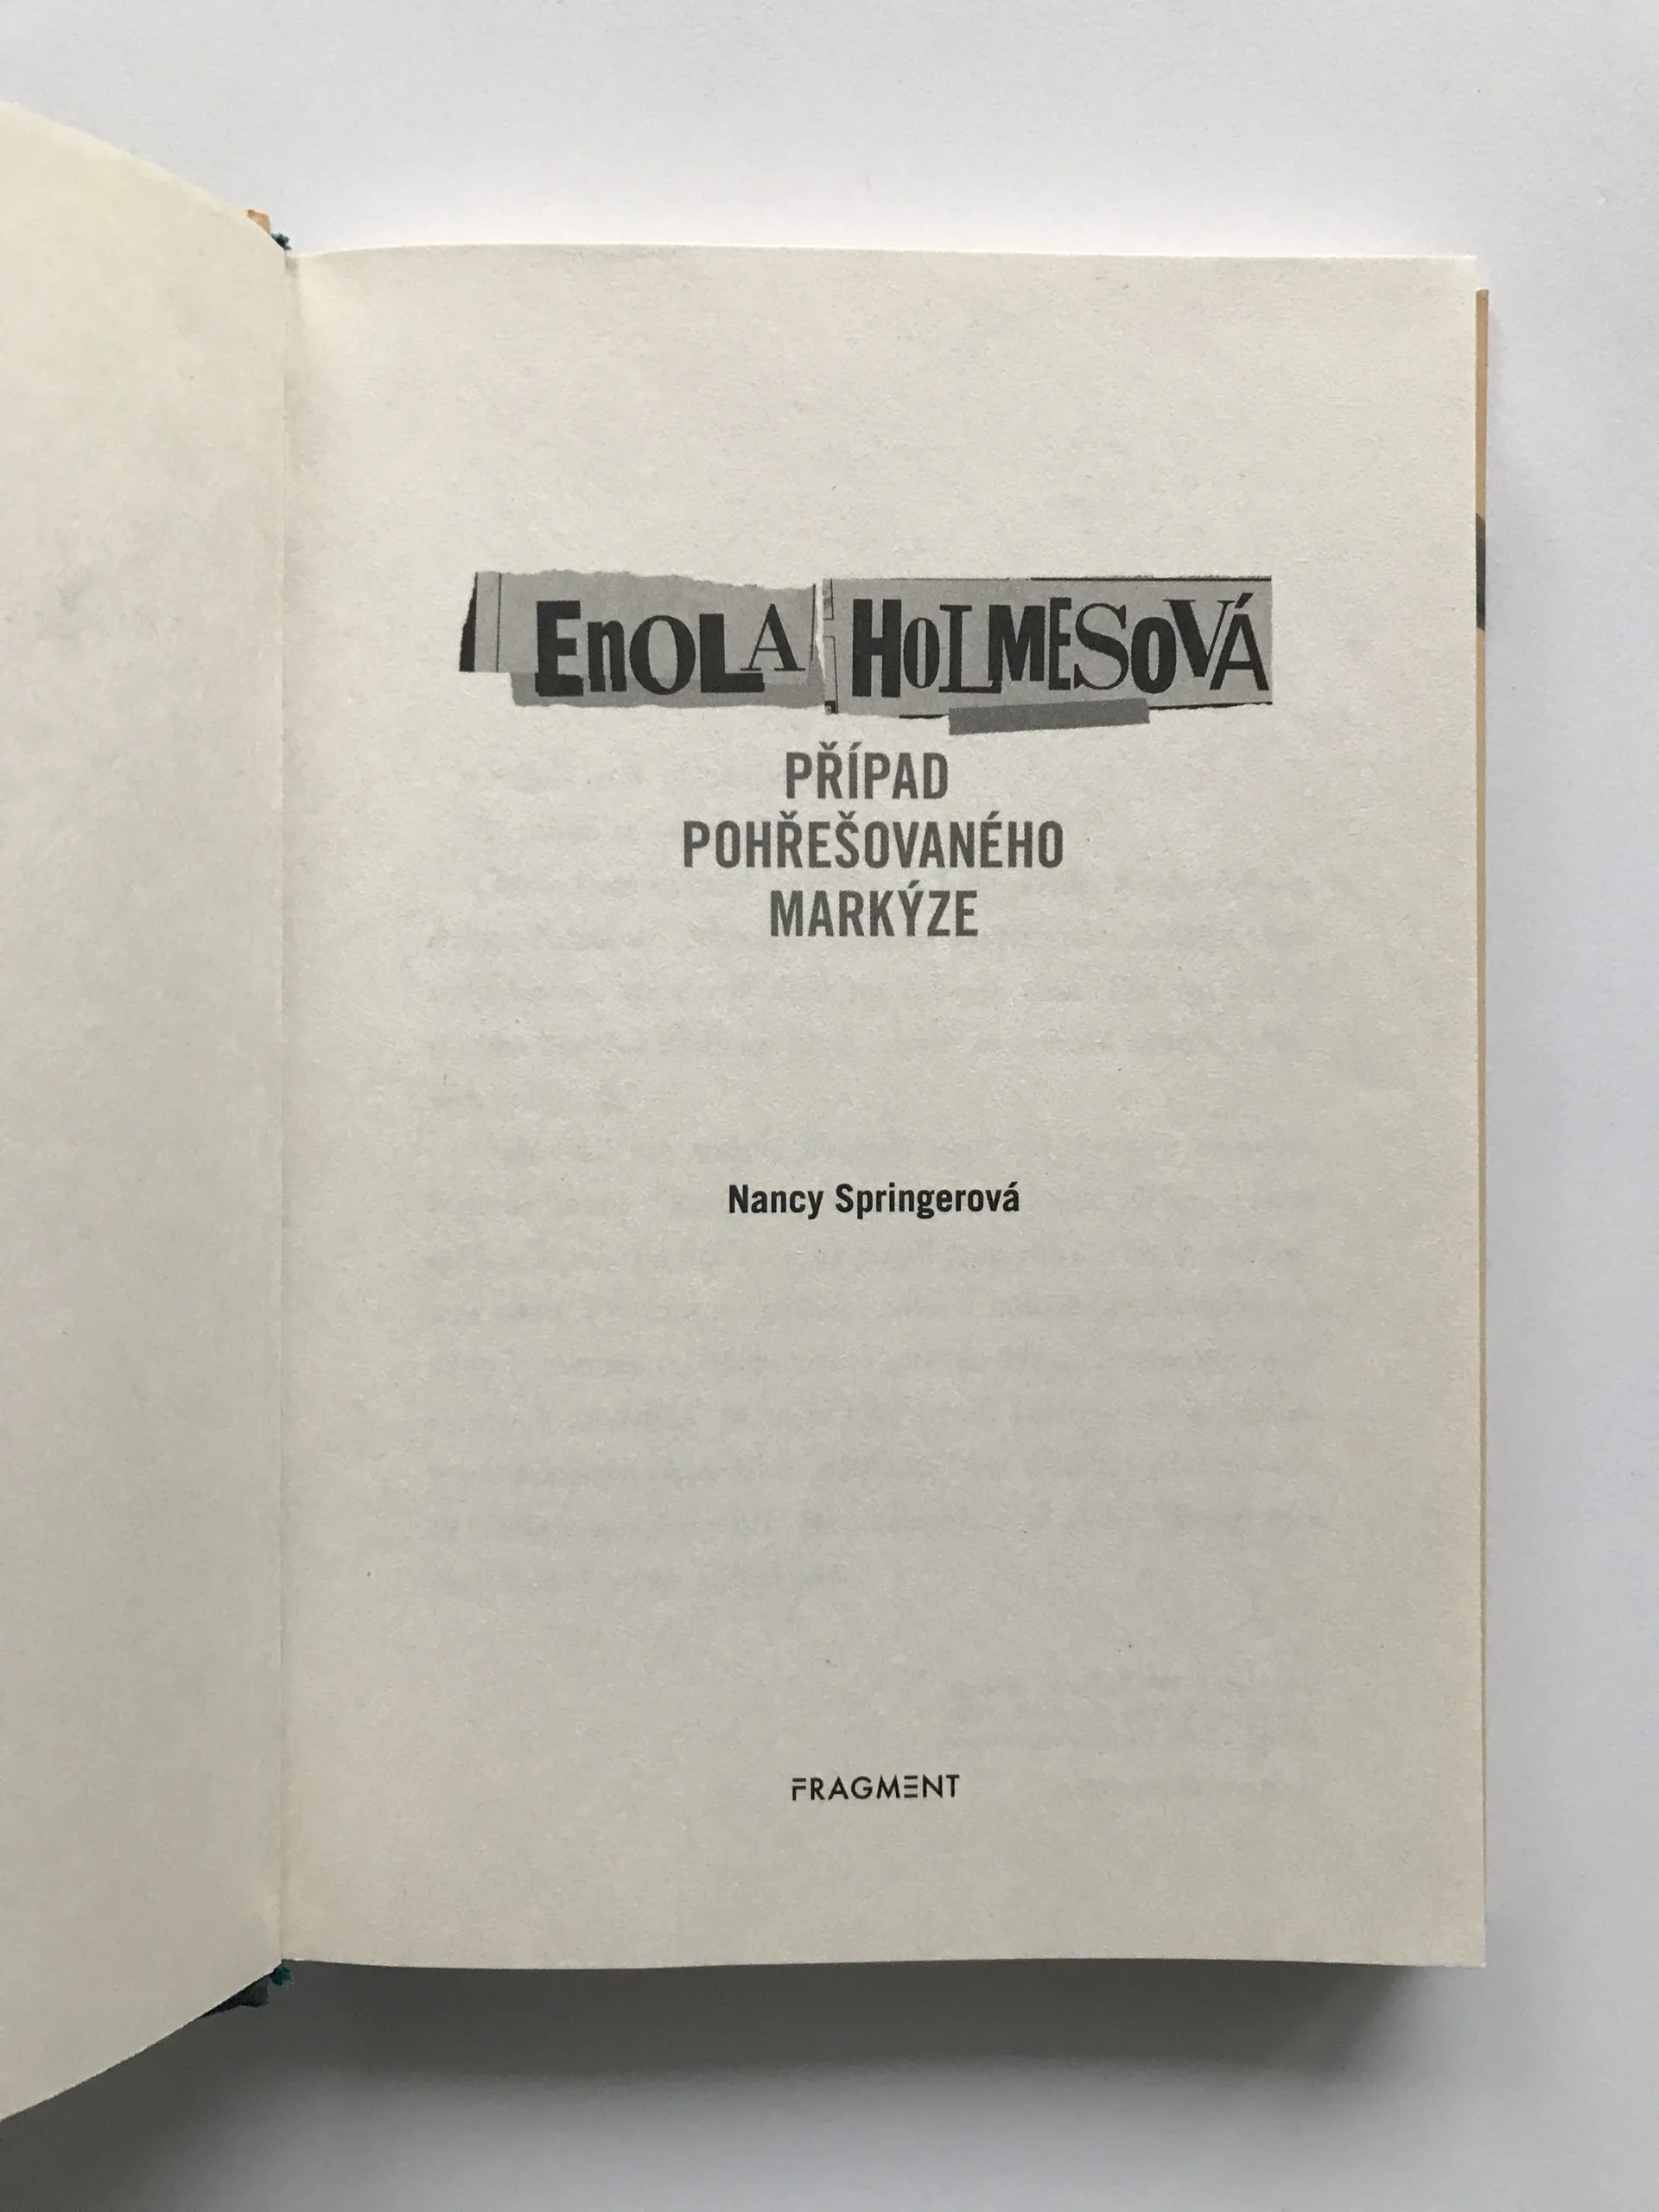 EnOLA HoLMESoVÁ
PŘÍPAD
POHŘEŠOVANÉHO
MARKÝZE
Nancy Springerová
FRAGMENT